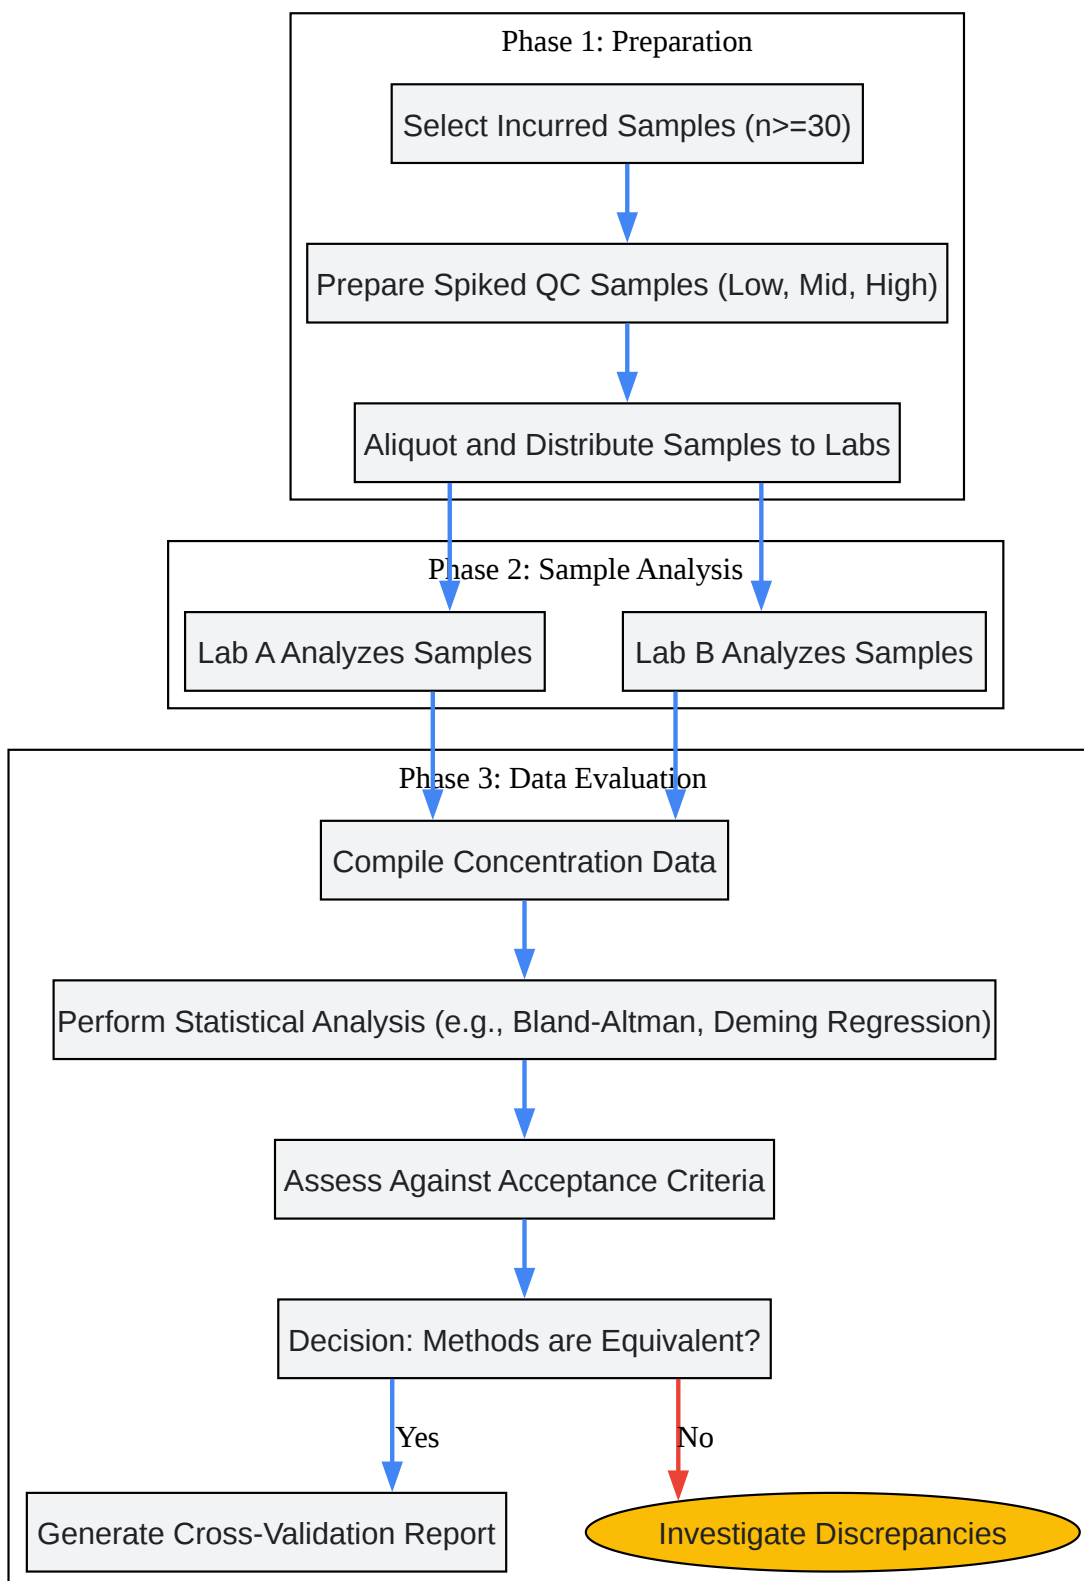 Phase 1: Preparation
Select Incurred Samples (n>=30)
Prepare Spiked QC Samples (Low, Mid, High)
Aliquot and Distribute Samples to Labs
Phase 2: Sample Analysis
Lab A Analyzes Samples
Lab B Analyzes Samples
Phase 3: Data Evaluation
Compile Concentration Data
Perform Statistical Analysis (e.g., Bland-Altman, Deming Regression)
Assess Against Acceptance Criteria
Decision: Methods are Equivalent?
Yes
No
Generate Cross-Validation Report
Investigate Discrepancies